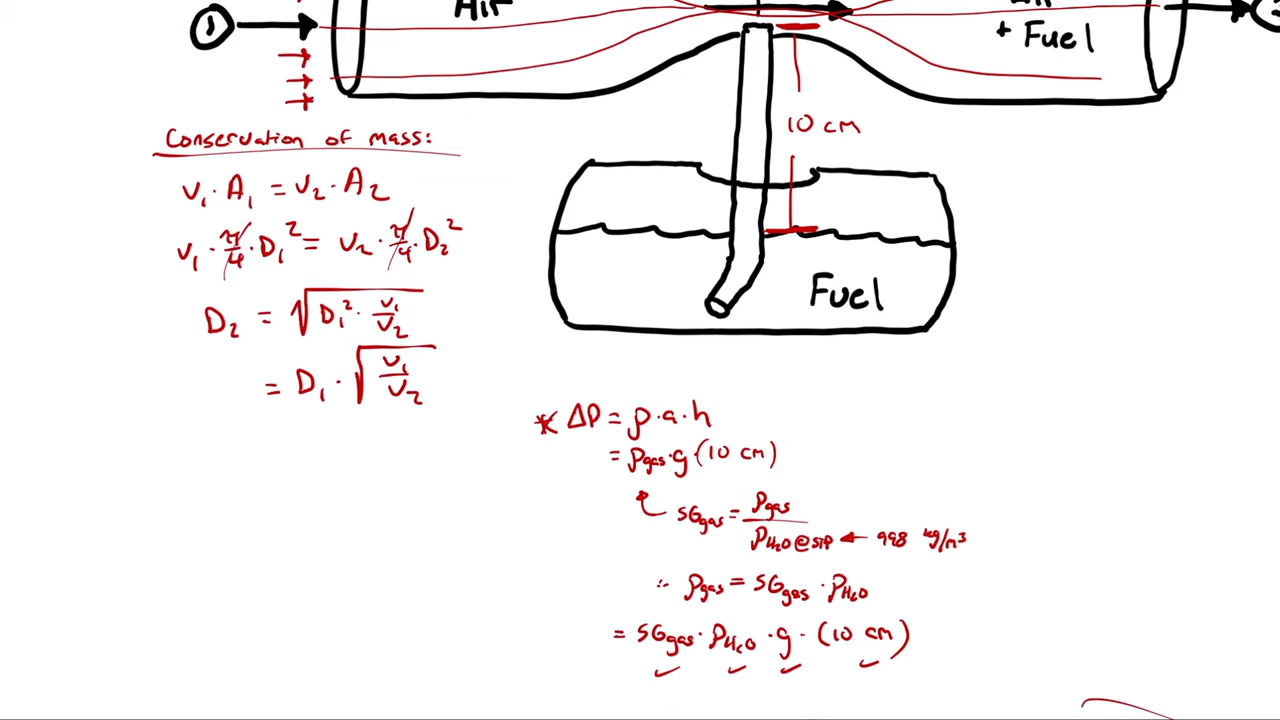 Air
①
+ Fuel
10 cm
Conservation of mass:
v₁ · A₁ = v₂ · A₂
v₁ · π/4 · D₁² = v₂ · π/4 · D₂²
D₂ = √(D₁² · v₁/v₂)
= D₁ · √(v₁/v₂)
Fuel
* ΔP = ρ · a · h
= ρgas · g · (10 cm)
SGgas = ρgas / ρH₂O@STP ← 998 kg/m³
∴ ρgas = SGgas · ρH₂O
= SGgas · ρH₂O · g · (10 cm)